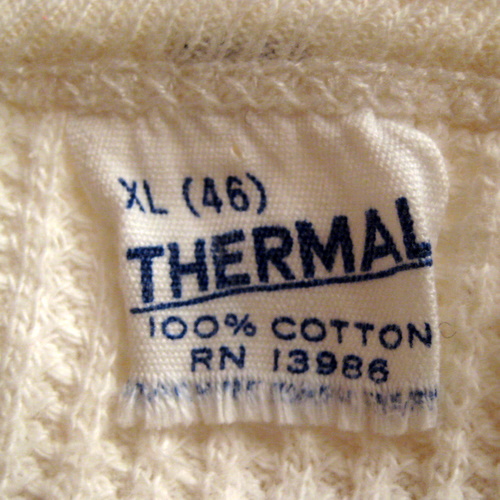 XL (46)
THERMAL
100% COTTON
RN 13986